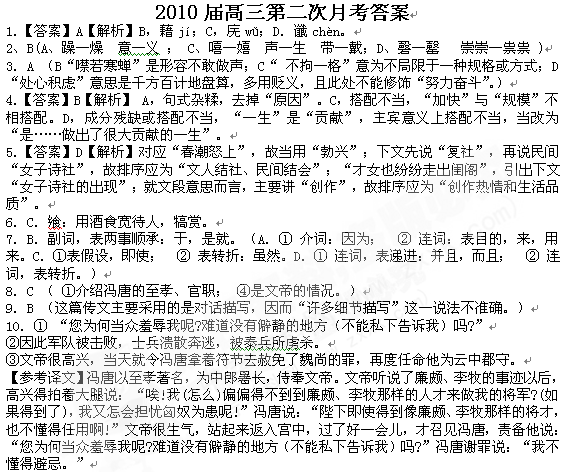 2010 届高三第二次月考答案
1.【答案】A【解析】B，藉 jí；C，庑 wǔ；D．谶 chèn。
2、B(A、躁—燥　意—义 ；　C、嘻—嬉　声—生　带—戴；D、罄—罄　崇崇—祟祟 )
3. A （B“噤若寒蝉”是形容不敢做声；C“ 不拘一格”意为不局限于一种规格或方式；D
“处心积虑”意思是千方百计地盘算，多用贬义，且此处不能修饰“努力奋斗”。）
4.【答案】B【解析】 A，句式杂糅，去掉“原因”。C，搭配不当，“加快”与“规模”不
相搭配。D，成分残缺或搭配不当，“一生”是“贡献”，主宾意义上搭配不当，当改为
“是……做出了很大贡献的一生”。
5.【答案】D【解析】对应“春潮怒上”，故当用“勃兴”；下文先说“复社”，再说民间
“女子诗社”，故排序应为“文人结社、民间结会”；“才女也纷纷走出闺阁”，引出下文
“女子诗社的出现”；就文段意思而言，主要讲“创作”，故排序应为“创作热情和生活品
质”。
6. C. 飨：用酒食宽待人，犒赏。
7. B. 副词，表两事顺承：于，是就。（A. ① 介词：因为；　② 连词：表目的，来，用
来。C. ①表假设，即使；　② 表转折：虽然。D. ① 连词，表递进：并且，而且；　② 连
词，表转折。）
8. C （ ①介绍冯唐的至孝、官职； ④是文帝的情况。）
9. B （这篇传文主要采用的是对话描写，因而“许多细节描写”这一说法不准确。）
10. ① “您为何当众羞辱我呢?难道没有僻静的地方（不能私下告诉我）吗?”
②因此军队被击败，士兵溃散奔逃，被秦兵所虏杀。
③文帝很高兴，当天就令冯唐拿着符节去赦免了魏尚的罪，再度任命他为云中郡守。
【参考译文】冯唐以至孝著名，为中郎署长，侍奉文帝。文帝听说了廉颇、李牧的事迹以后，
高兴得拍着大腿说：“唉!我(怎么)偏偏得不到到廉颇、李牧那样的人才来做我的将军?(如
果得到了)，我又怎会担忧匈奴为患呢!”冯唐说：“陛下即使得到像廉颇、李牧那样的将才，
也不懂得任用啊!”文帝很生气，站起来返入宫中，过了好一会儿，才召见冯唐，责备他说：
“您为何当众羞辱我呢?难道没有僻静的地方（不能私下告诉我）吗?”冯唐谢罪说：“我不
懂得避忌。”